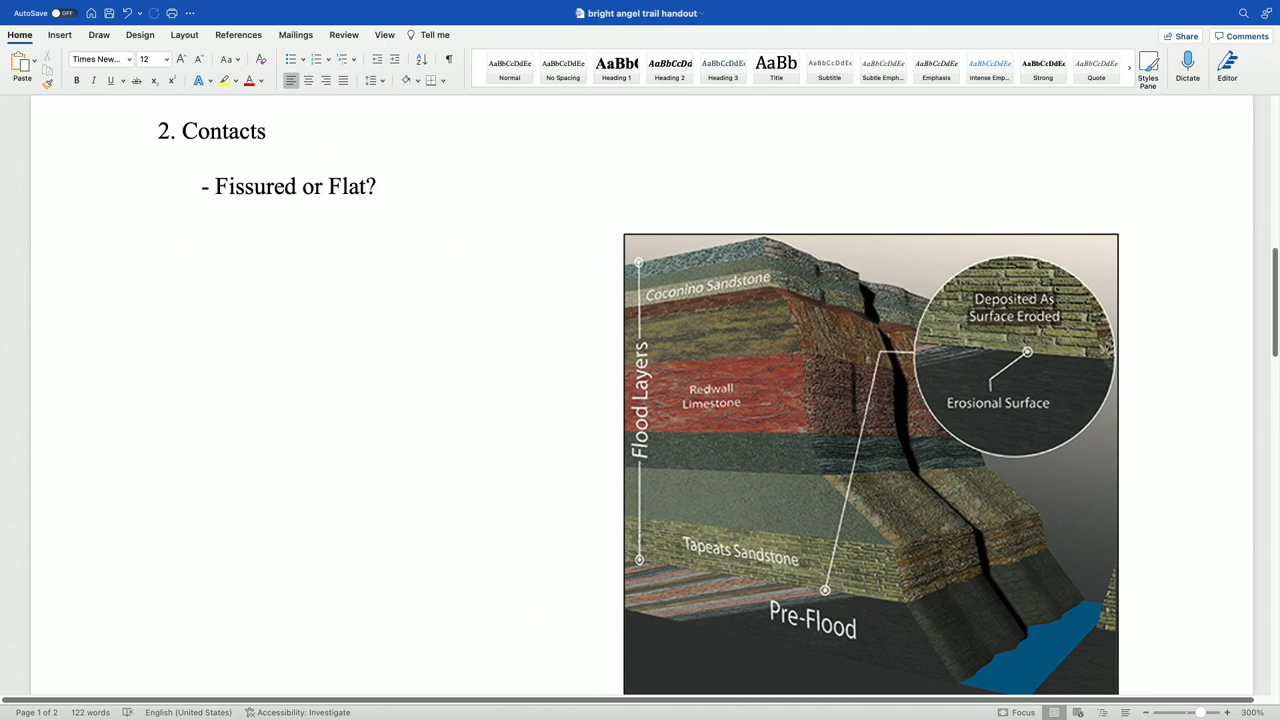 AutoSave OFF
bright angel trail handout
Home Insert Draw Design Layout References Mailings Review View Tell me
Share Comments
Paste
Times New... 12
Aa
AaBbCcDdEe Normal
AaBbCcDdEe No Spacing
AaBbC Heading 1
AaBbCcDd Heading 2
AaBbCcDdE Heading 3
AaBb Title
AaBbCcDdEe Subtitle
AaBbCcDdEe Subtle Emph...
AaBbCcDdEe Emphasis
AaBbCcDdEe Intense Emp...
AaBbCcDdEe Strong
AaBbCcDdEe Quote
Styles Pane
Dictate
Editor
2. Contacts
- Fissured or Flat?
Coconino Sandstone
Deposited As
Surface Eroded
Flood Layers
Redwall
Limestone
Erosional Surface
Tapeats Sandstone
Pre-Flood
Page 1 of 2 122 words English (United States) Accessibility: Investigate Focus 300%